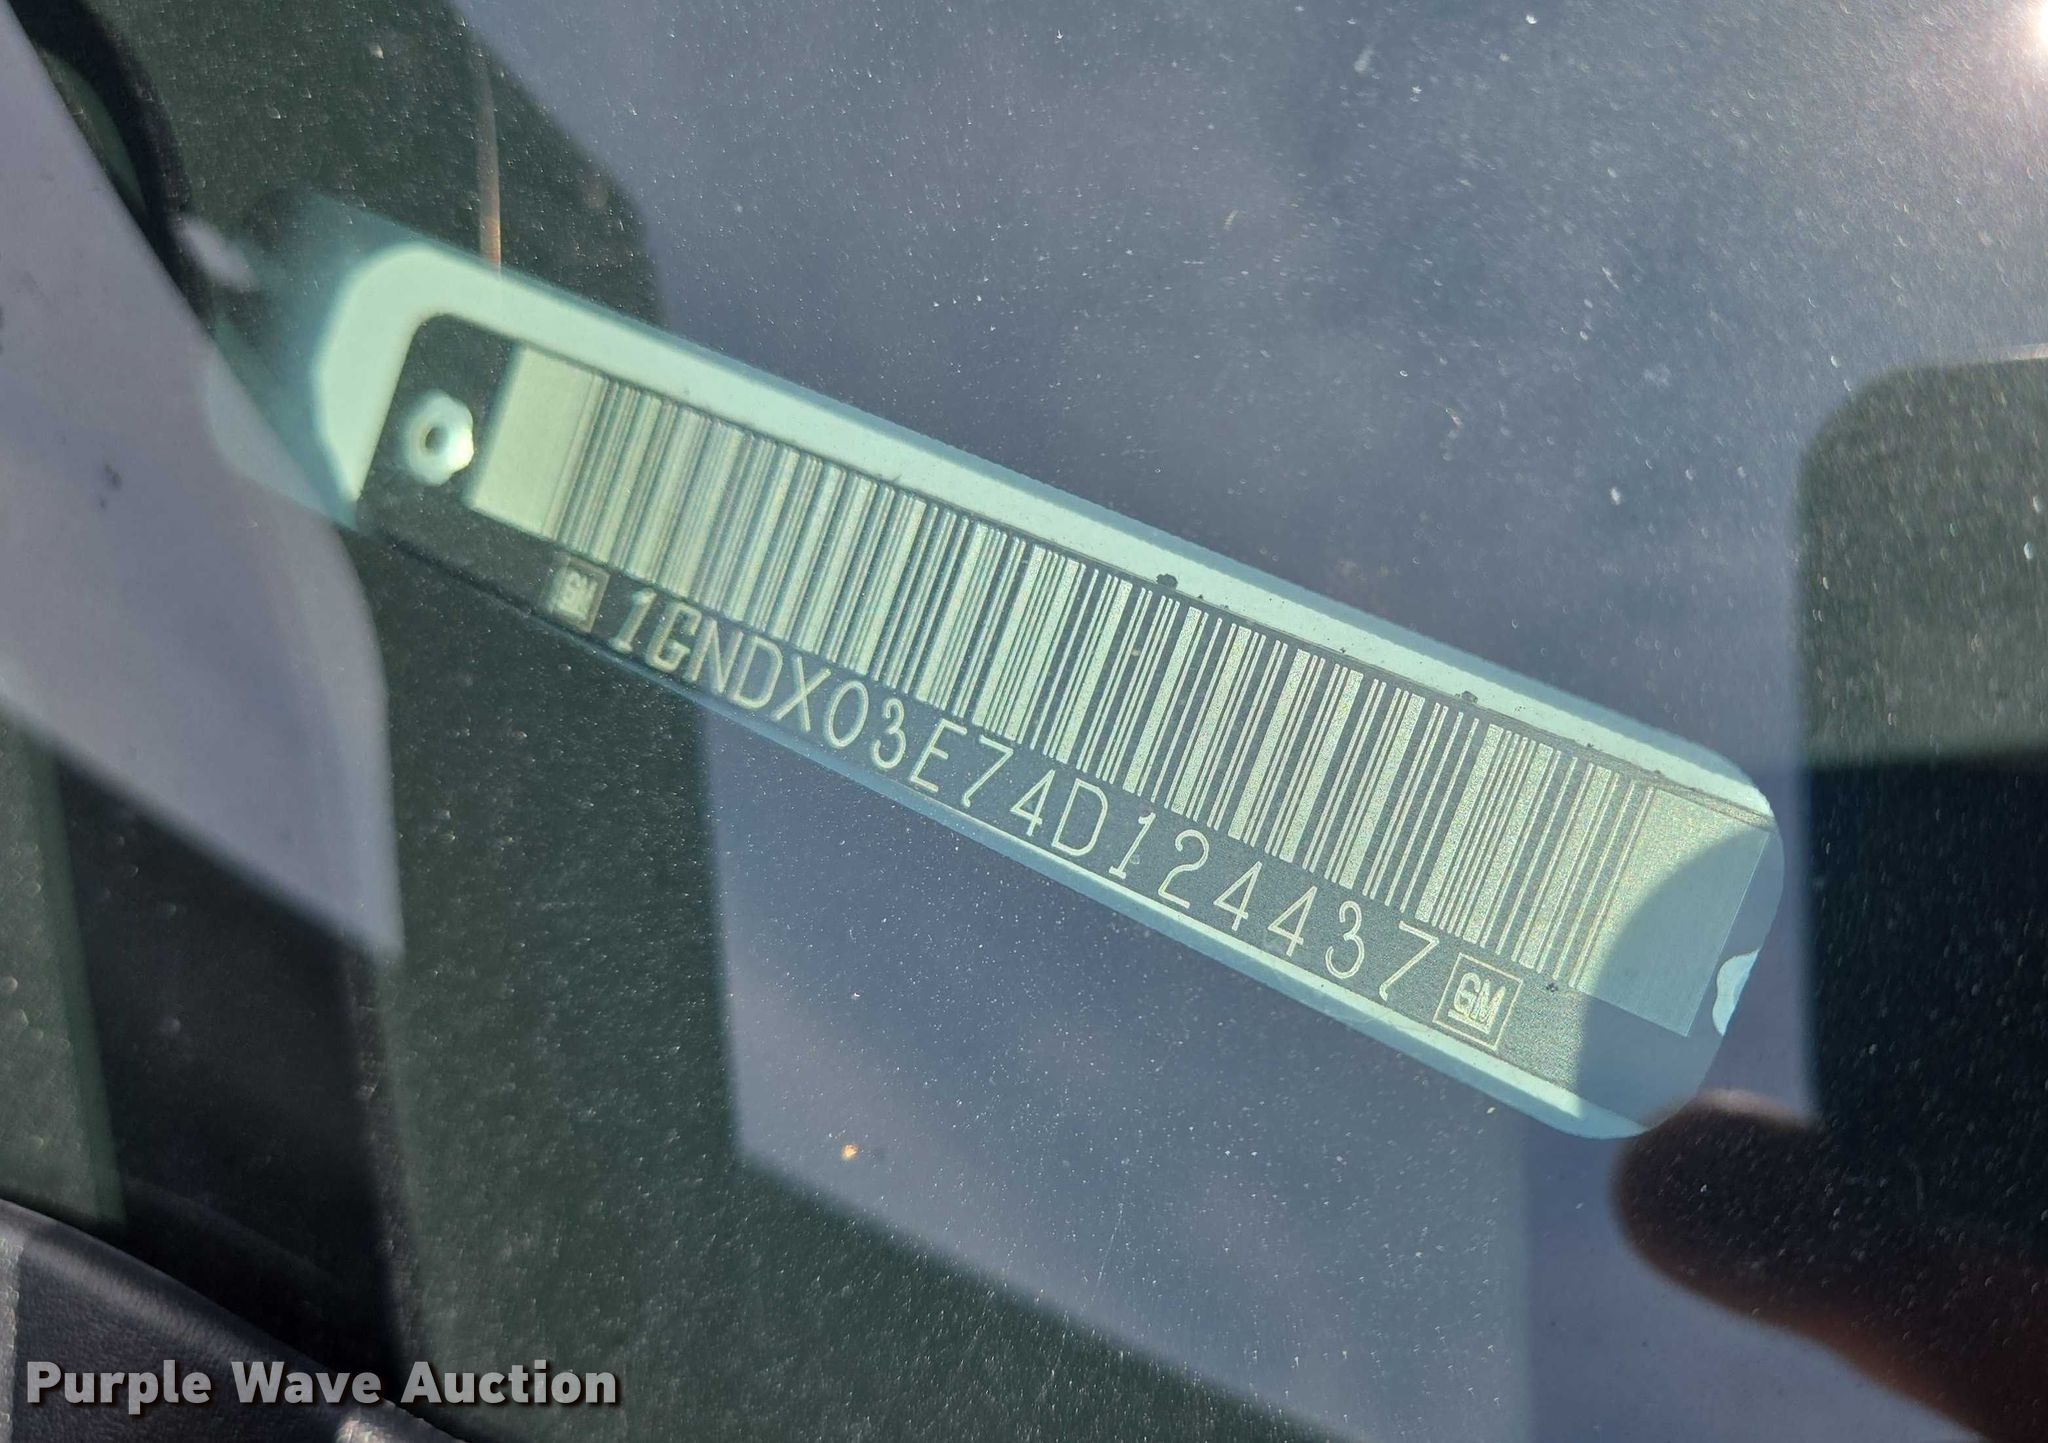 GM 1GNDX03E74D124437 GM
Purple Wave Auction